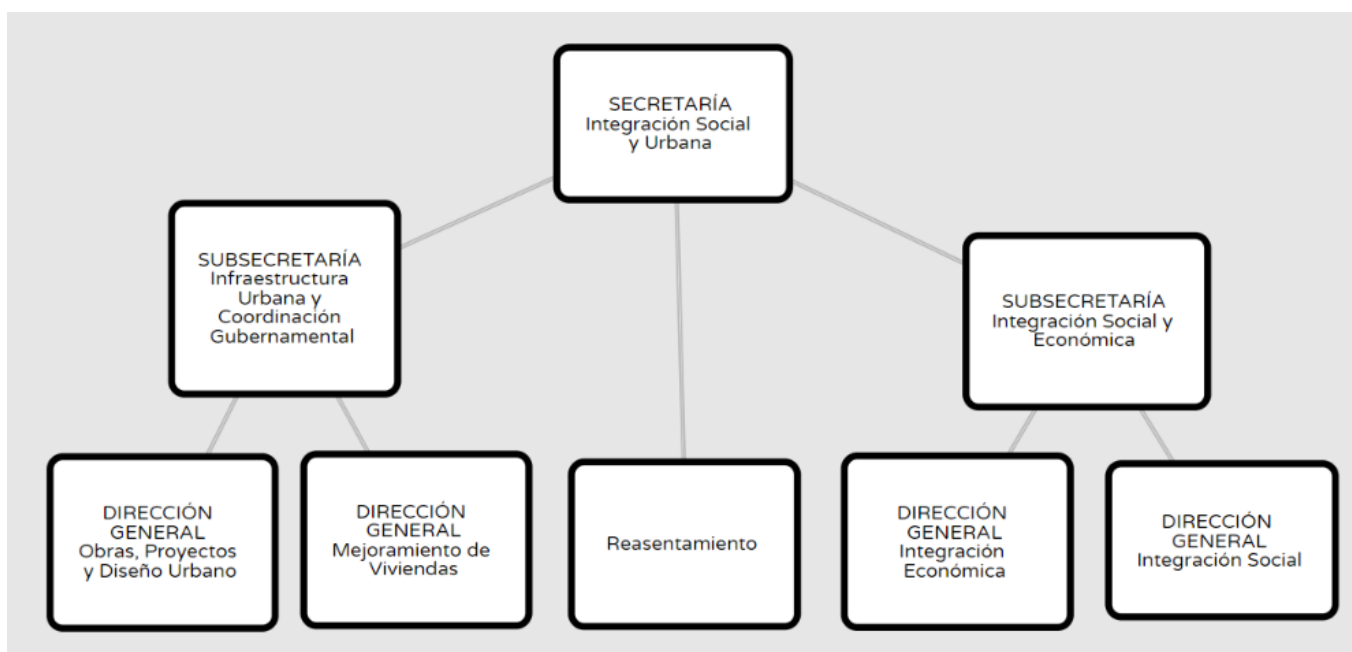 SECRETARÍA
Integración Social
y Urbana
SUBSECRETARÍA
Infraestructura
Urbana y
Coordinación
Gubernamental
SUBSECRETARÍA
Integración Social y
Económica
DIRECCIÓN
GENERAL
Obras, Proyectos
y Diseño Urbano
DIRECCIÓN
GENERAL
Mejoramiento de
Viviendas
Reasentamiento
DIRECCIÓN
GENERAL
Integración
Económica
DIRECCIÓN
GENERAL
Integración Social